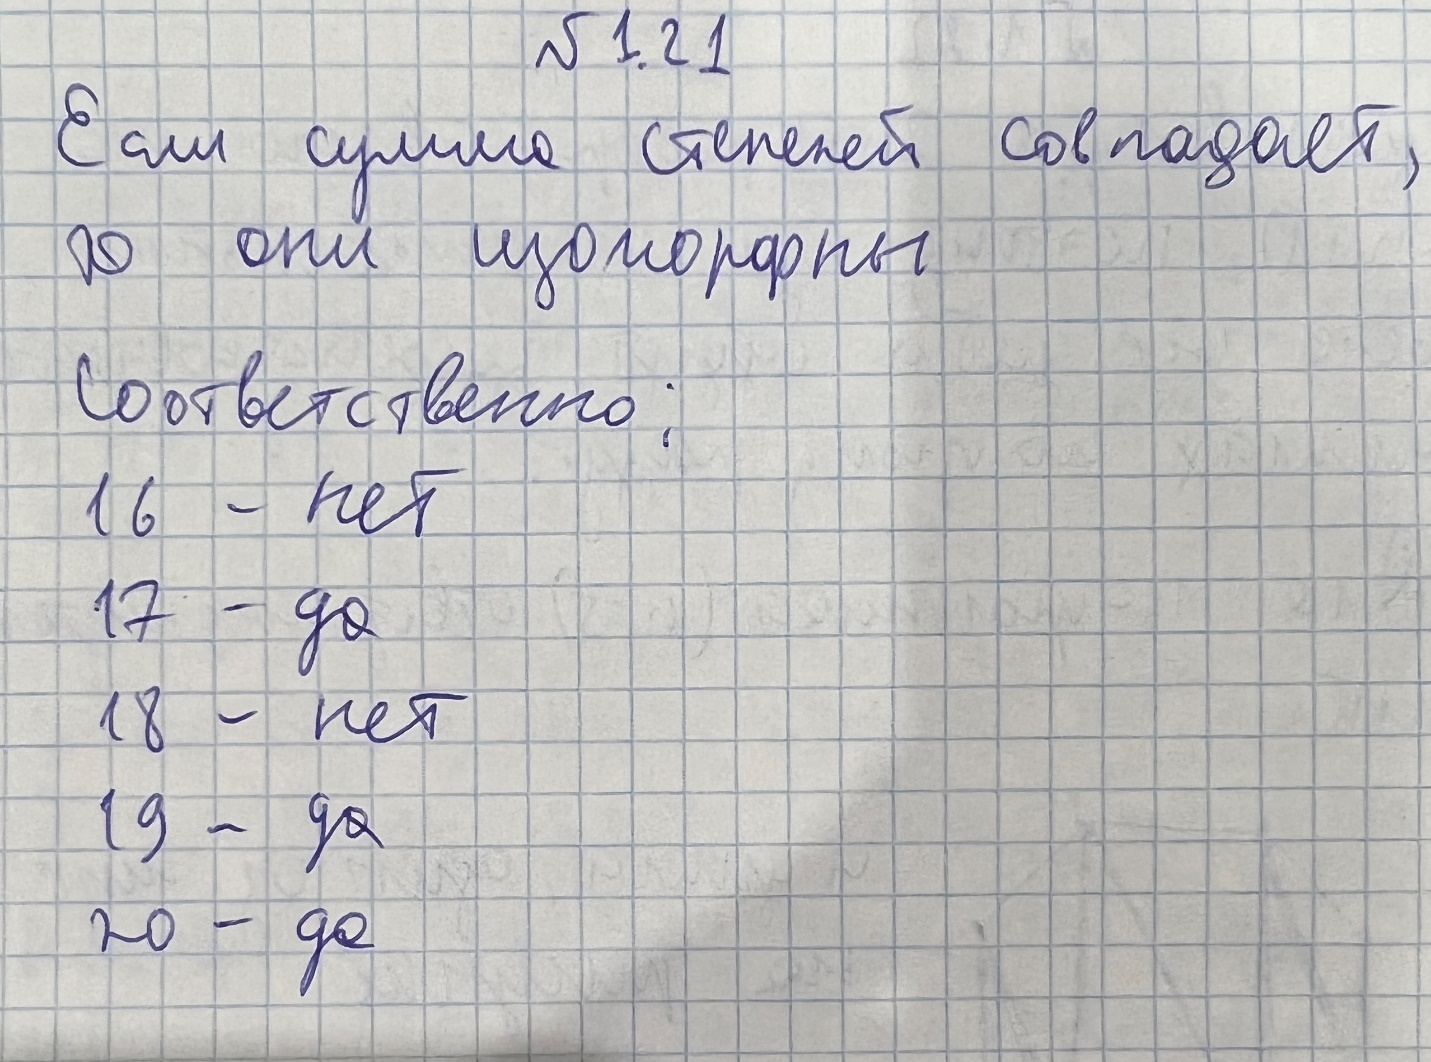 № 1.21
Если сумма степеней совпадает,
то они изоморфны
Соответственно:
16 - нет
17 - да
18 - нет
19 - да
20 - да